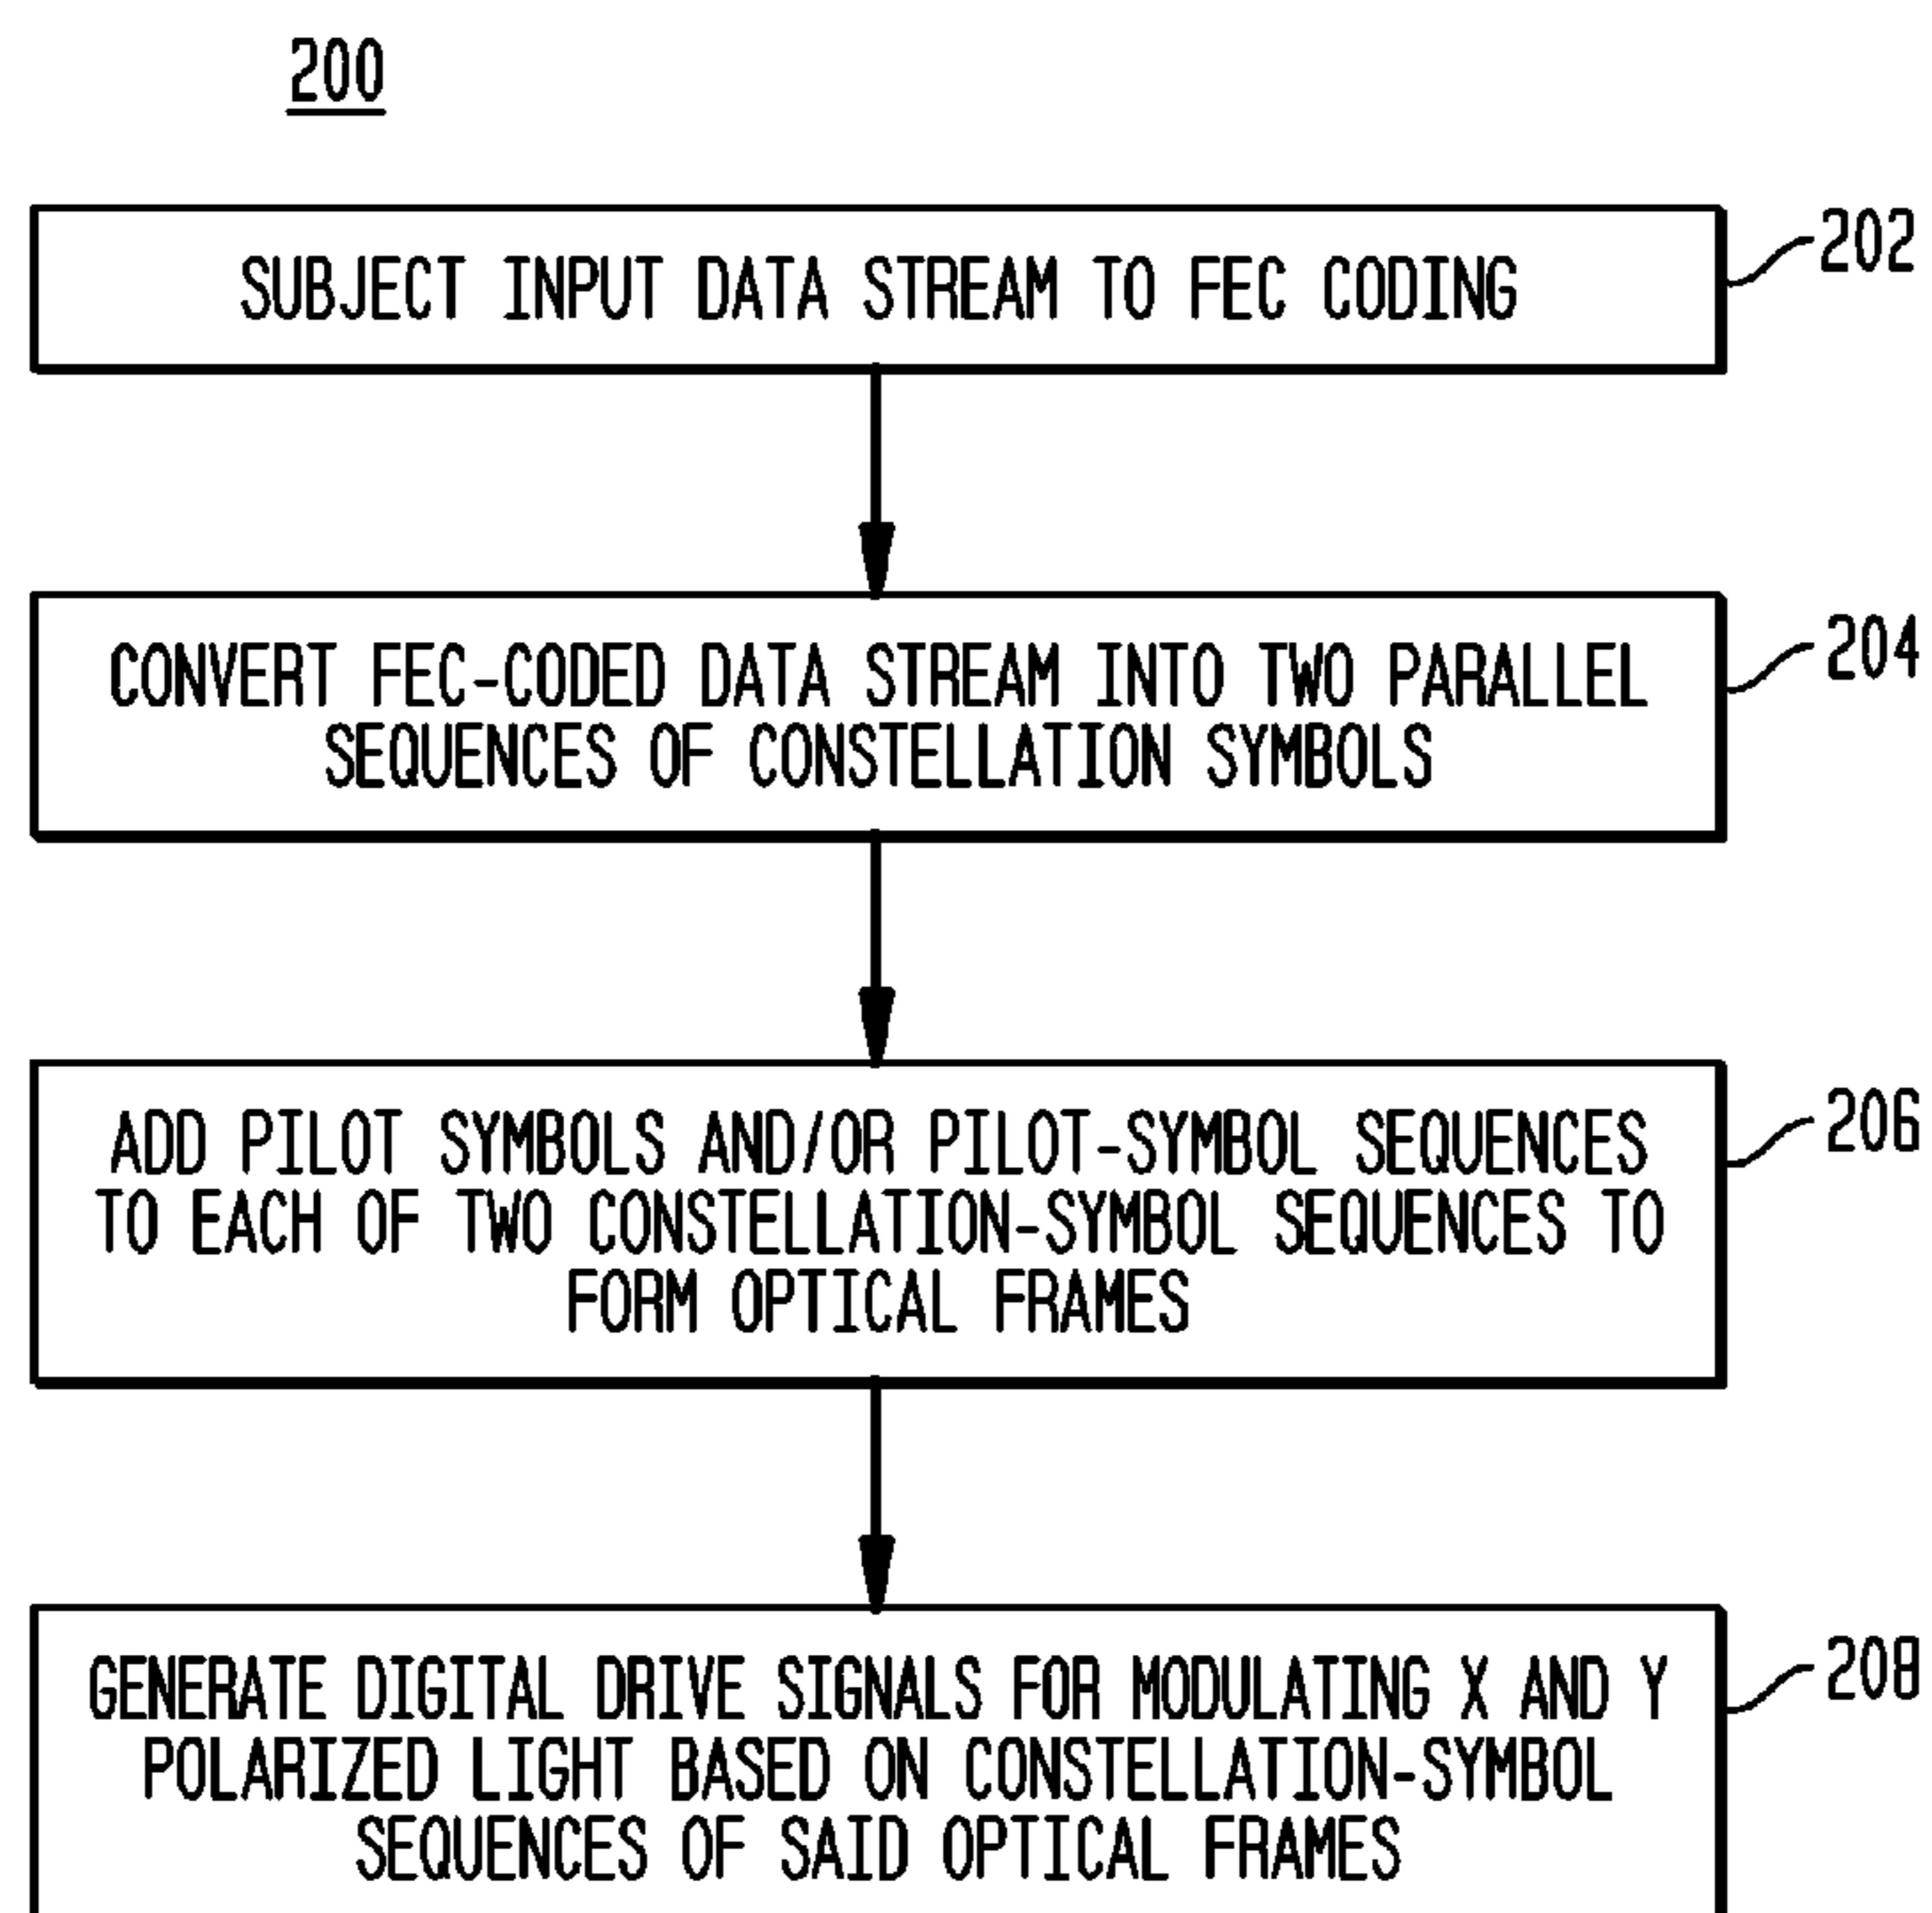 200
SUBJECT INPUT DATA STREAM TO FEC CODING
202
CONVERT FEC-CODED DATA STREAM INTO TWO PARALLEL
SEQUENCES OF CONSTELLATION SYMBOLS
204
ADD PILOT SYMBOLS AND/OR PILOT-SYMBOL SEQUENCES
TO EACH OF TWO CONSTELLATION-SYMBOL SEQUENCES TO
FORM OPTICAL FRAMES
206
GENERATE DIGITAL DRIVE SIGNALS FOR MODULATING X AND Y
POLARIZED LIGHT BASED ON CONSTELLATION-SYMBOL
SEQUENCES OF SAID OPTICAL FRAMES
208